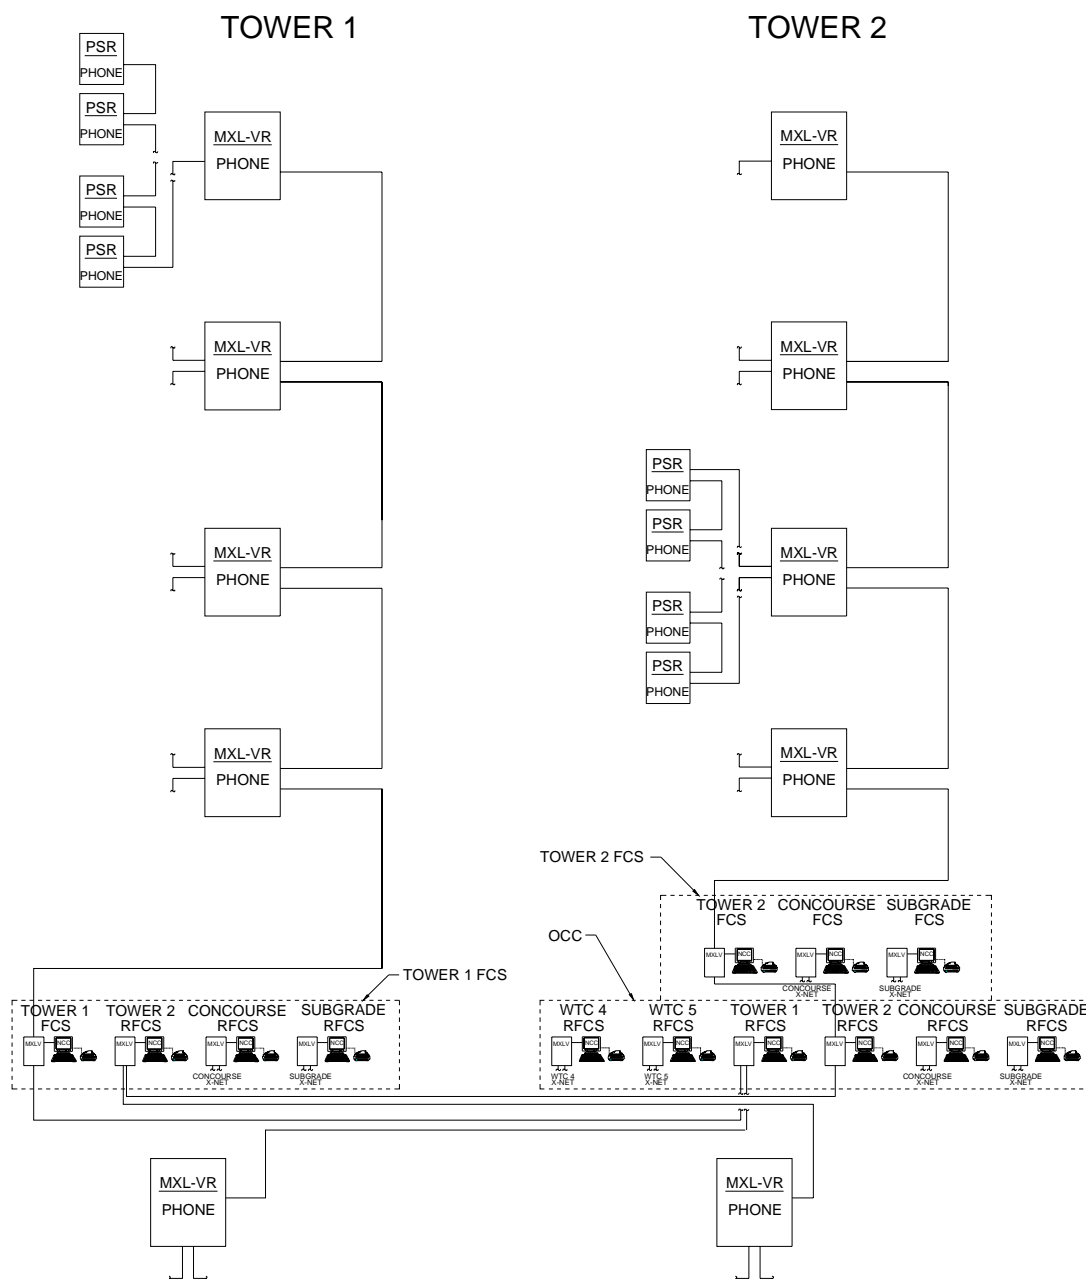 TOWER 1
TOWER 2
PSR
PHONE
PSR
PHONE
PSR
PHONE
PSR
PHONE
MXL-VR
PHONE
MXL-VR
PHONE
MXL-VR
PHONE
MXL-VR
PHONE
MXL-VR
PHONE
MXL-VR
PHONE
PSR
PHONE
PSR
PHONE
PSR
PHONE
PSR
PHONE
MXL-VR
PHONE
MXL-VR
PHONE
TOWER 2 FCS
TOWER 2
FCS
CONCOURSE
FCS
SUBGRADE
FCS
MXLV
NCC
MXLV
NCC
MXLV
NCC
CONCOURSE
X-NET
SUBGRADE
X-NET
OCC
TOWER 1 FCS
TOWER 1
FCS
TOWER 2
RFCS
CONCOURSE
RFCS
SUBGRADE
RFCS
MXLV
NCC
MXLV
NCC
MXLV
NCC
MXLV
NCC
CONCOURSE
X-NET
SUBGRADE
X-NET
WTC 4
RFCS
WTC 5
RFCS
TOWER 1
RFCS
TOWER 2
RFCS
CONCOURSE
RFCS
SUBGRADE
RFCS
MXLV
NCC
MXLV
NCC
MXLV
NCC
MXLV
NCC
MXLV
NCC
MXLV
NCC
WTC 4
X-NET
WTC 5
X-NET
CONCOURSE
X-NET
SUBGRADE
X-NET
MXL-VR
PHONE
MXL-VR
PHONE